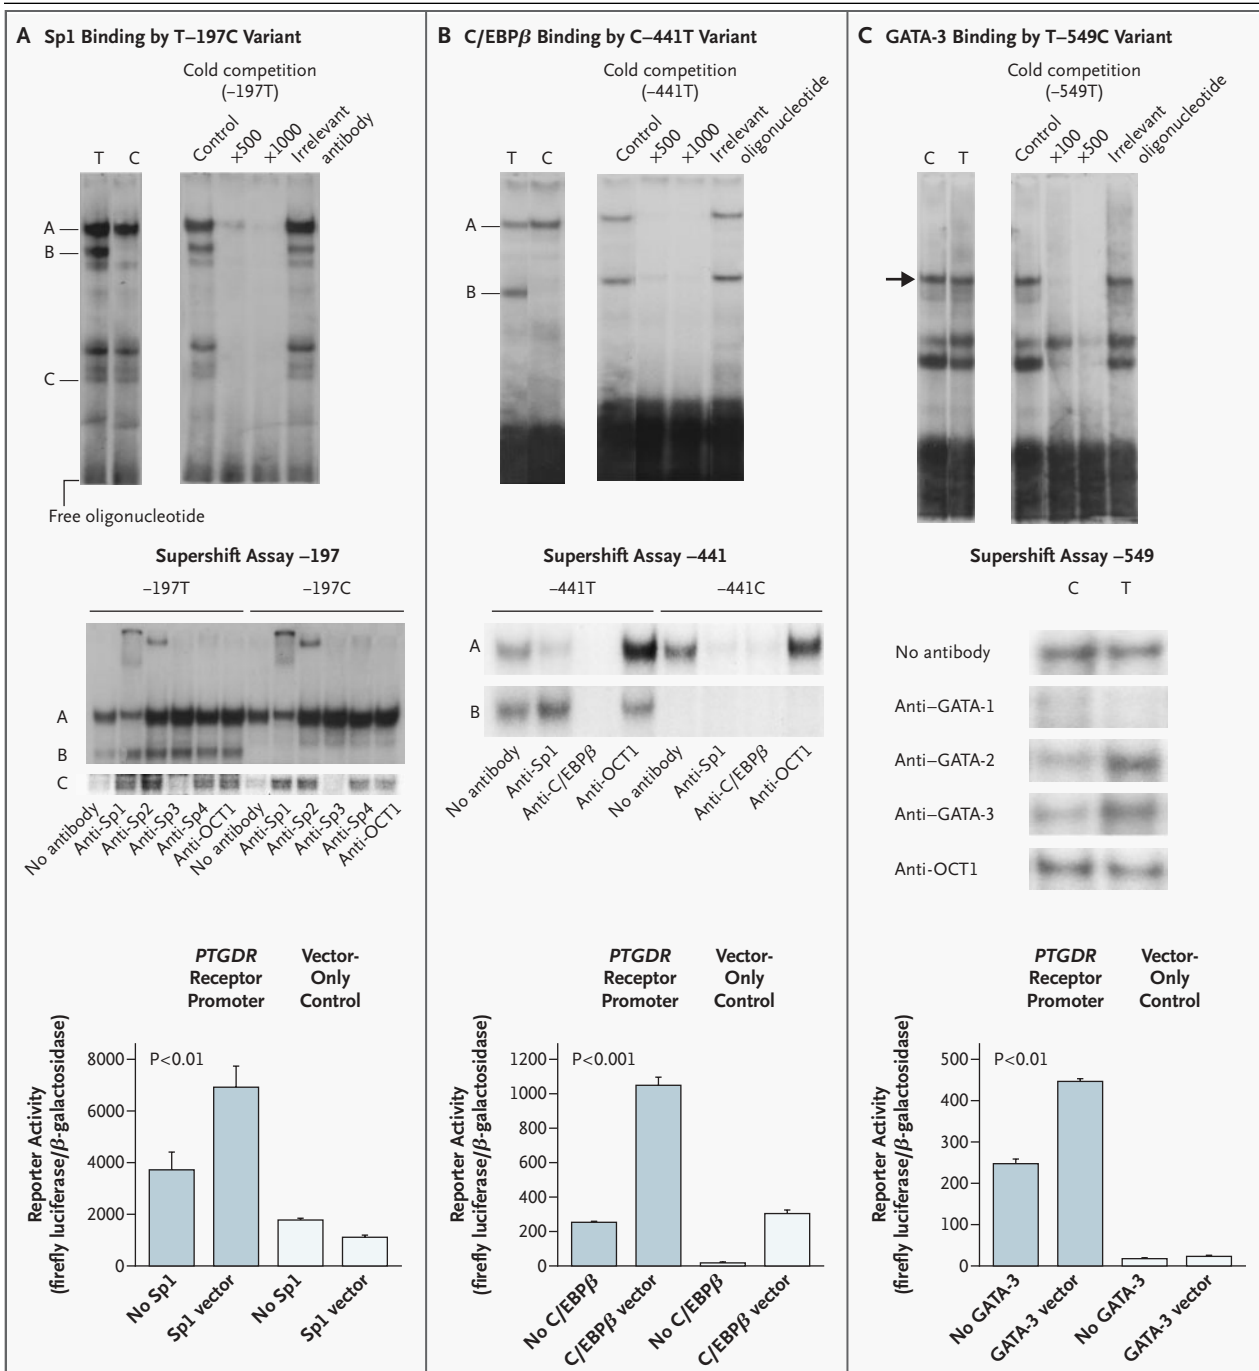 A Sp1 Binding by T–197C Variant
Cold competition
(–197T)
T C Control ×500 ×1000 Irrelevant antibody
A
B
C
Free oligonucleotide
Supershift Assay –197
–197T –197C
A
B
C
No antibody Anti-Sp1 Anti-Sp2 Anti-Sp3 Anti-Sp4 Anti-OCT1 No antibody Anti-Sp1 Anti-Sp2 Anti-Sp3 Anti-Sp4 Anti-OCT1
PTGDR Vector-
Receptor Only
Promoter Control
Reporter Activity
(firefly luciferase/β-galactosidase)
P<0.01
8000
6000
4000
2000
0
No Sp1 Sp1 vector No Sp1 Sp1 vector
B C/EBPβ Binding by C–441T Variant
Cold competition
(–441T)
T C Control ×500 ×1000 Irrelevant oligonucleotide
A
B
Supershift Assay –441
–441T –441C
A
B
No antibody Anti-Sp1 Anti-C/EBPβ Anti-OCT1 No antibody Anti-Sp1 Anti-C/EBPβ Anti-OCT1
PTGDR Vector-
Receptor Only
Promoter Control
Reporter Activity
(firefly luciferase/β-galactosidase)
P<0.001
1200
1000
800
600
400
200
0
No C/EBPβ C/EBPβ vector No C/EBPβ C/EBPβ vector
C GATA-3 Binding by T–549C Variant
Cold competition
(–549T)
C T Control ×100 ×500 Irrelevant oligonucleotide
Supershift Assay –549
C T
No antibody
Anti–GATA-1
Anti–GATA-2
Anti–GATA-3
Anti-OCT1
PTGDR Vector-
Receptor Only
Promoter Control
Reporter Activity
(firefly luciferase/β-galactosidase)
P<0.01
500
400
300
200
100
0
No GATA-3 GATA-3 vector No GATA-3 GATA-3 vector